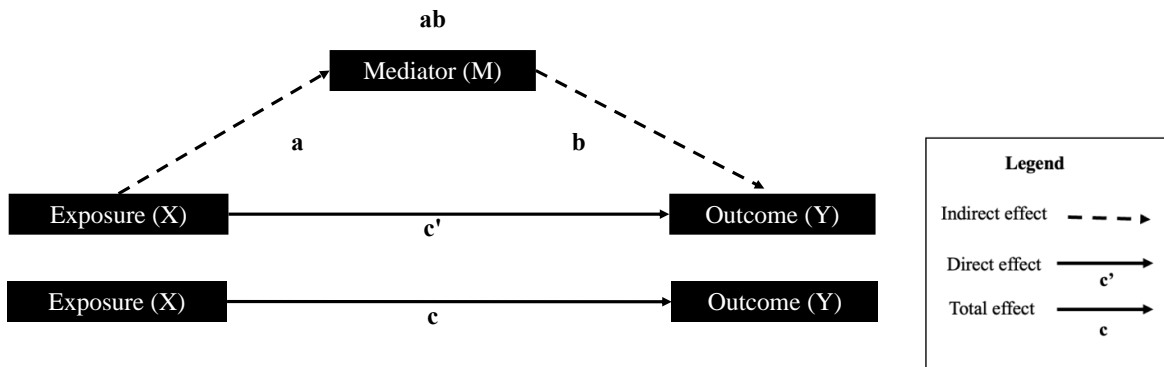 ab
Mediator (M)
a
b
Exposure (X)
Outcome (Y)
c'
Exposure (X)
Outcome (Y)
c
Legend
Indirect effect
Direct effect
c’
Total effect
c